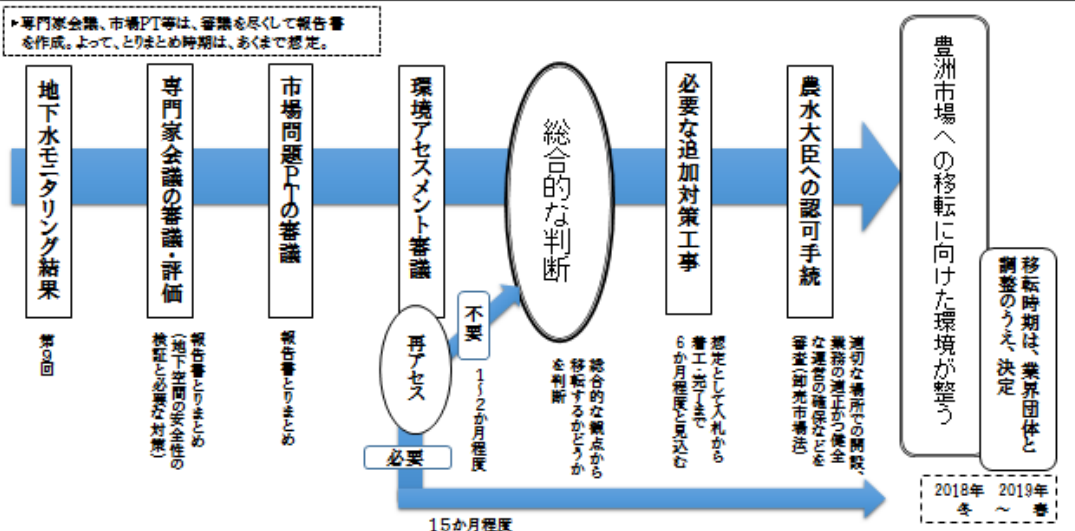 ▶専門家会議、市場PT等は、審議を尽くして報告書
を作成。よって、とりまとめ時期は、あくまで想定。
地下水モニタリング結果
第9回
専門家会議の審議・評価
報告書とりまとめ
(地下空間の安全性の
検証と必要な対策)
市場問題PTの審議
報告書とりまとめ
環境アセスメント審議
再アセス
不要
1~2か月程度
必要
15か月程度
総合的な判断
総合的な観点から
移転するかどうか
を判断
必要な追加対策工事
想定として入札から
着工・完了まで
6か月程度と見込む
農水大臣への認可手続
適切な場所での開設、
業務の適正かつ健全
な運営の確保などを
審査(卸売市場法)
豊洲市場への移転に向けた環境が整う
移転時期は、業界団体と
調整のうえ、決定
2018年 2019年
冬 ~ 春